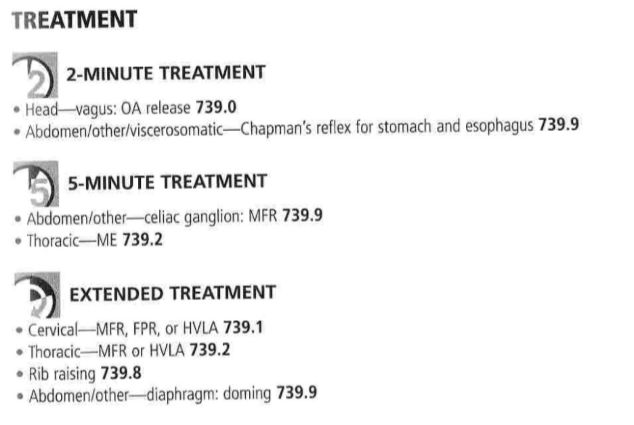 TREATMENT
2 2-MINUTE TREATMENT
• Head—vagus: OA release 739.0
• Abdomen/other/viscerosomatic—Chapman's reflex for stomach and esophagus 739.9
5 5-MINUTE TREATMENT
• Abdomen/other—celiac ganglion: MFR 739.9
• Thoracic—ME 739.2
EXTENDED TREATMENT
• Cervical—MFR, FPR, or HVLA 739.1
• Thoracic—MFR or HVLA 739.2
• Rib raising 739.8
• Abdomen/other—diaphragm: doming 739.9